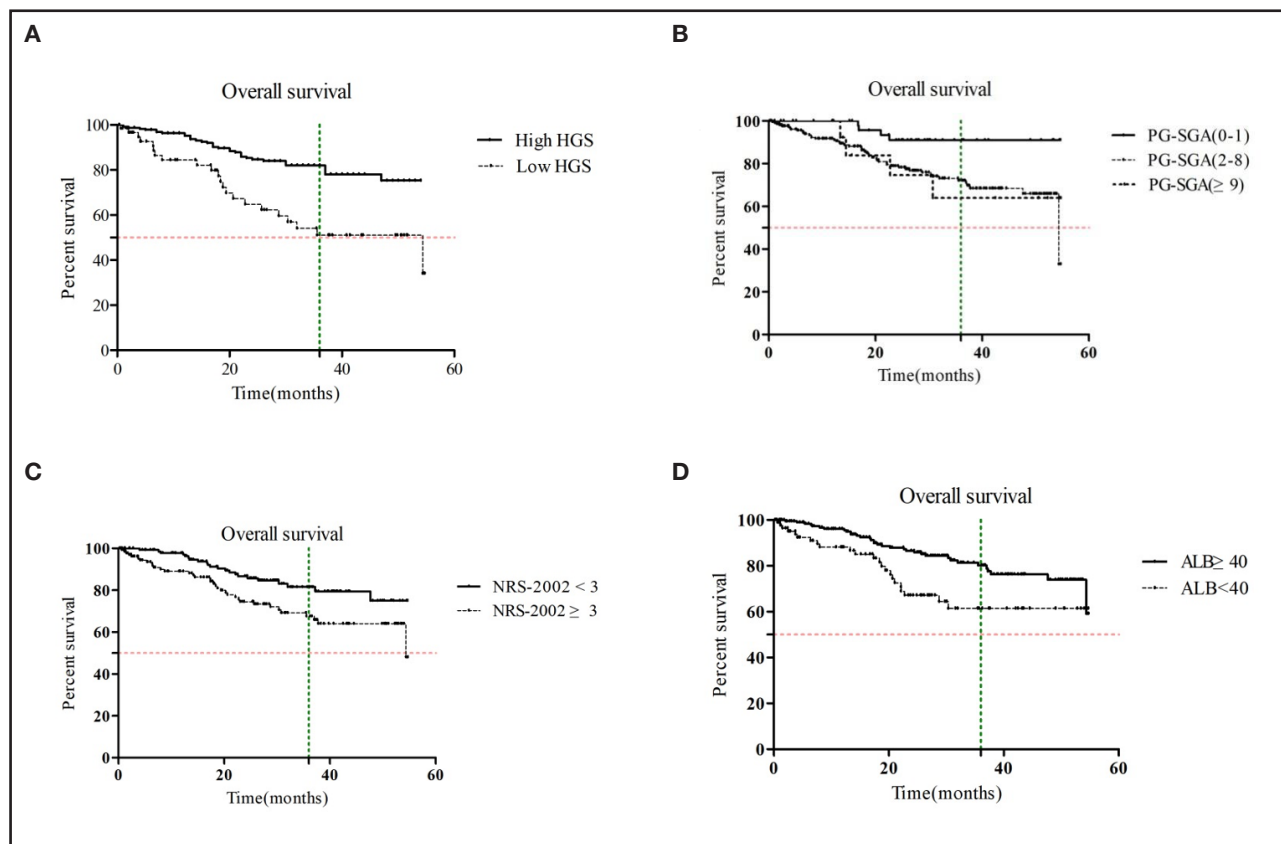 A
Overall survival
Percent survival
100
80
60
40
20
0
0 20 40 60
Time(months)
High HGS
Low HGS
B
Overall survival
Percent survival
100
80
60
40
20
0
0 20 40 60
Time(months)
PG-SGA(0-1)
PG-SGA(2-8)
PG-SGA(≥ 9)
C
Overall survival
Percent survival
100
80
60
40
20
0
0 20 40 60
Time(months)
NRS-2002 < 3
NRS-2002 ≥ 3
D
Overall survival
Percent survival
100
80
60
40
20
0
0 20 40 60
Time(months)
ALB≥ 40
ALB<40